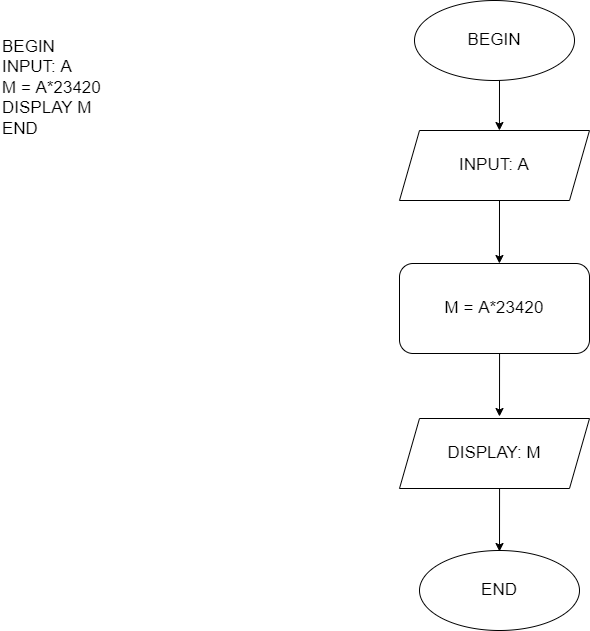 BEGIN
INPUT: A
M = A*23420
DISPLAY M
END
BEGIN
INPUT: A
M = A*23420
DISPLAY: M
END